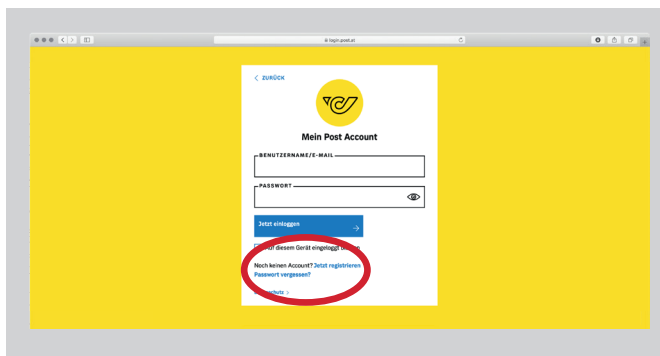 login.post.at
ZURÜCK
Mein Post Account
BENUTZERNAME/E-MAIL
PASSWORT
Jetzt einloggen
auf diesem Gerät eingeloggt
Noch keinen Account? Jetzt registrieren
Passwort vergessen?